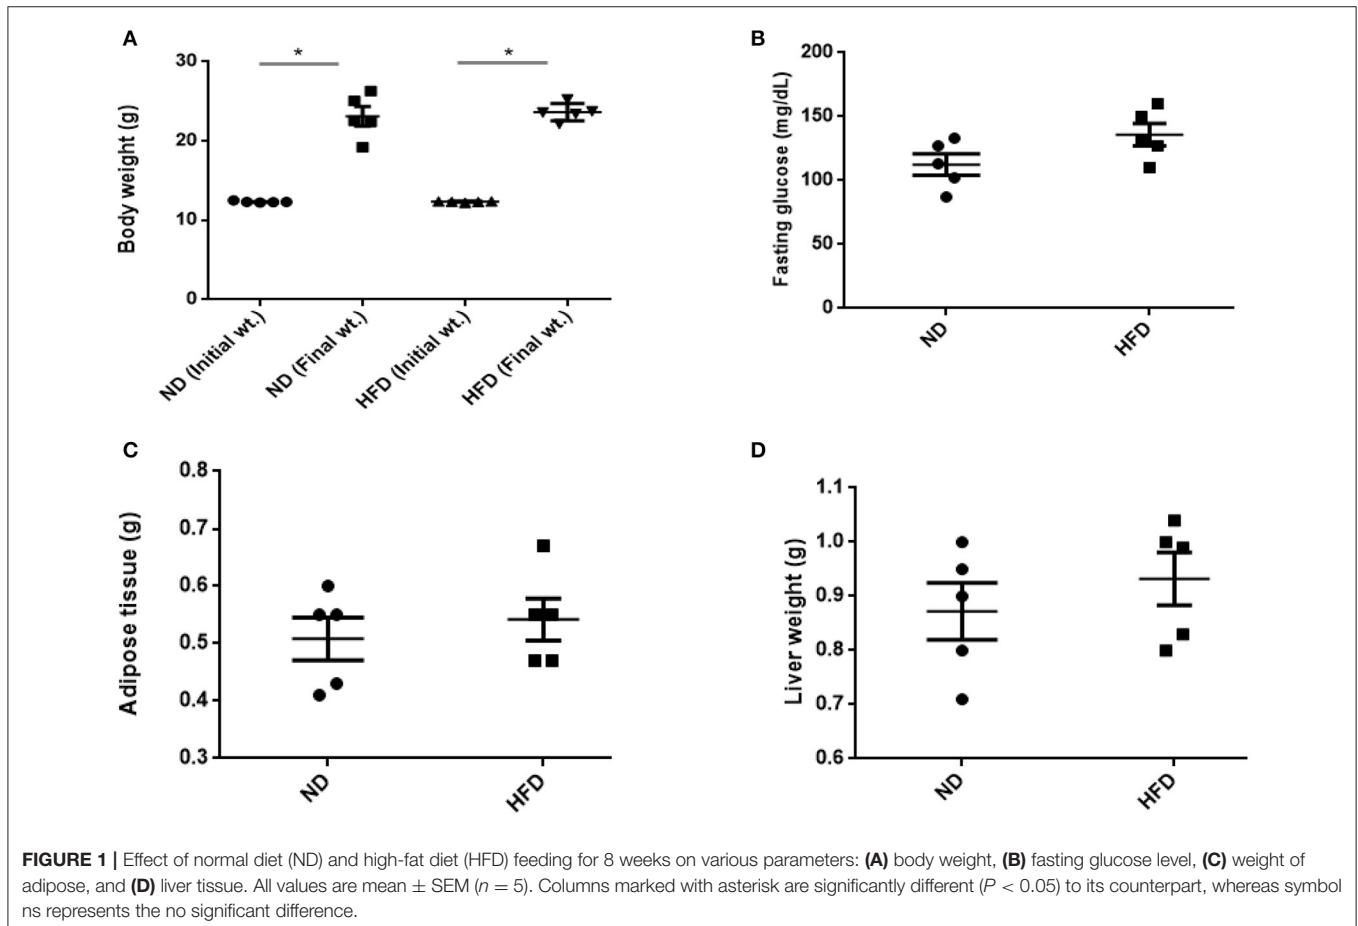 A
30
20
10
0
Body weight (g)
*
*
ND (Initial wt.)
ND (Final wt.)
HFD (Initial wt.)
HFD (Final wt.)
B
200
150
100
50
0
Fasting glucose (mg/dL)
ND
HFD
C
0.8
0.7
0.6
0.5
0.4
0.3
Adipose tissue (g)
ND
HFD
D
1.1
1.0
0.9
0.8
0.7
0.6
Liver weight (g)
ND
HFD
FIGURE 1 | Effect of normal diet (ND) and high-fat diet (HFD) feeding for 8 weeks on various parameters: (A) body weight, (B) fasting glucose level, (C) weight of
adipose, and (D) liver tissue. All values are mean ± SEM (n = 5). Columns marked with asterisk are significantly different (P < 0.05) to its counterpart, whereas symbol
ns represents the no significant difference.